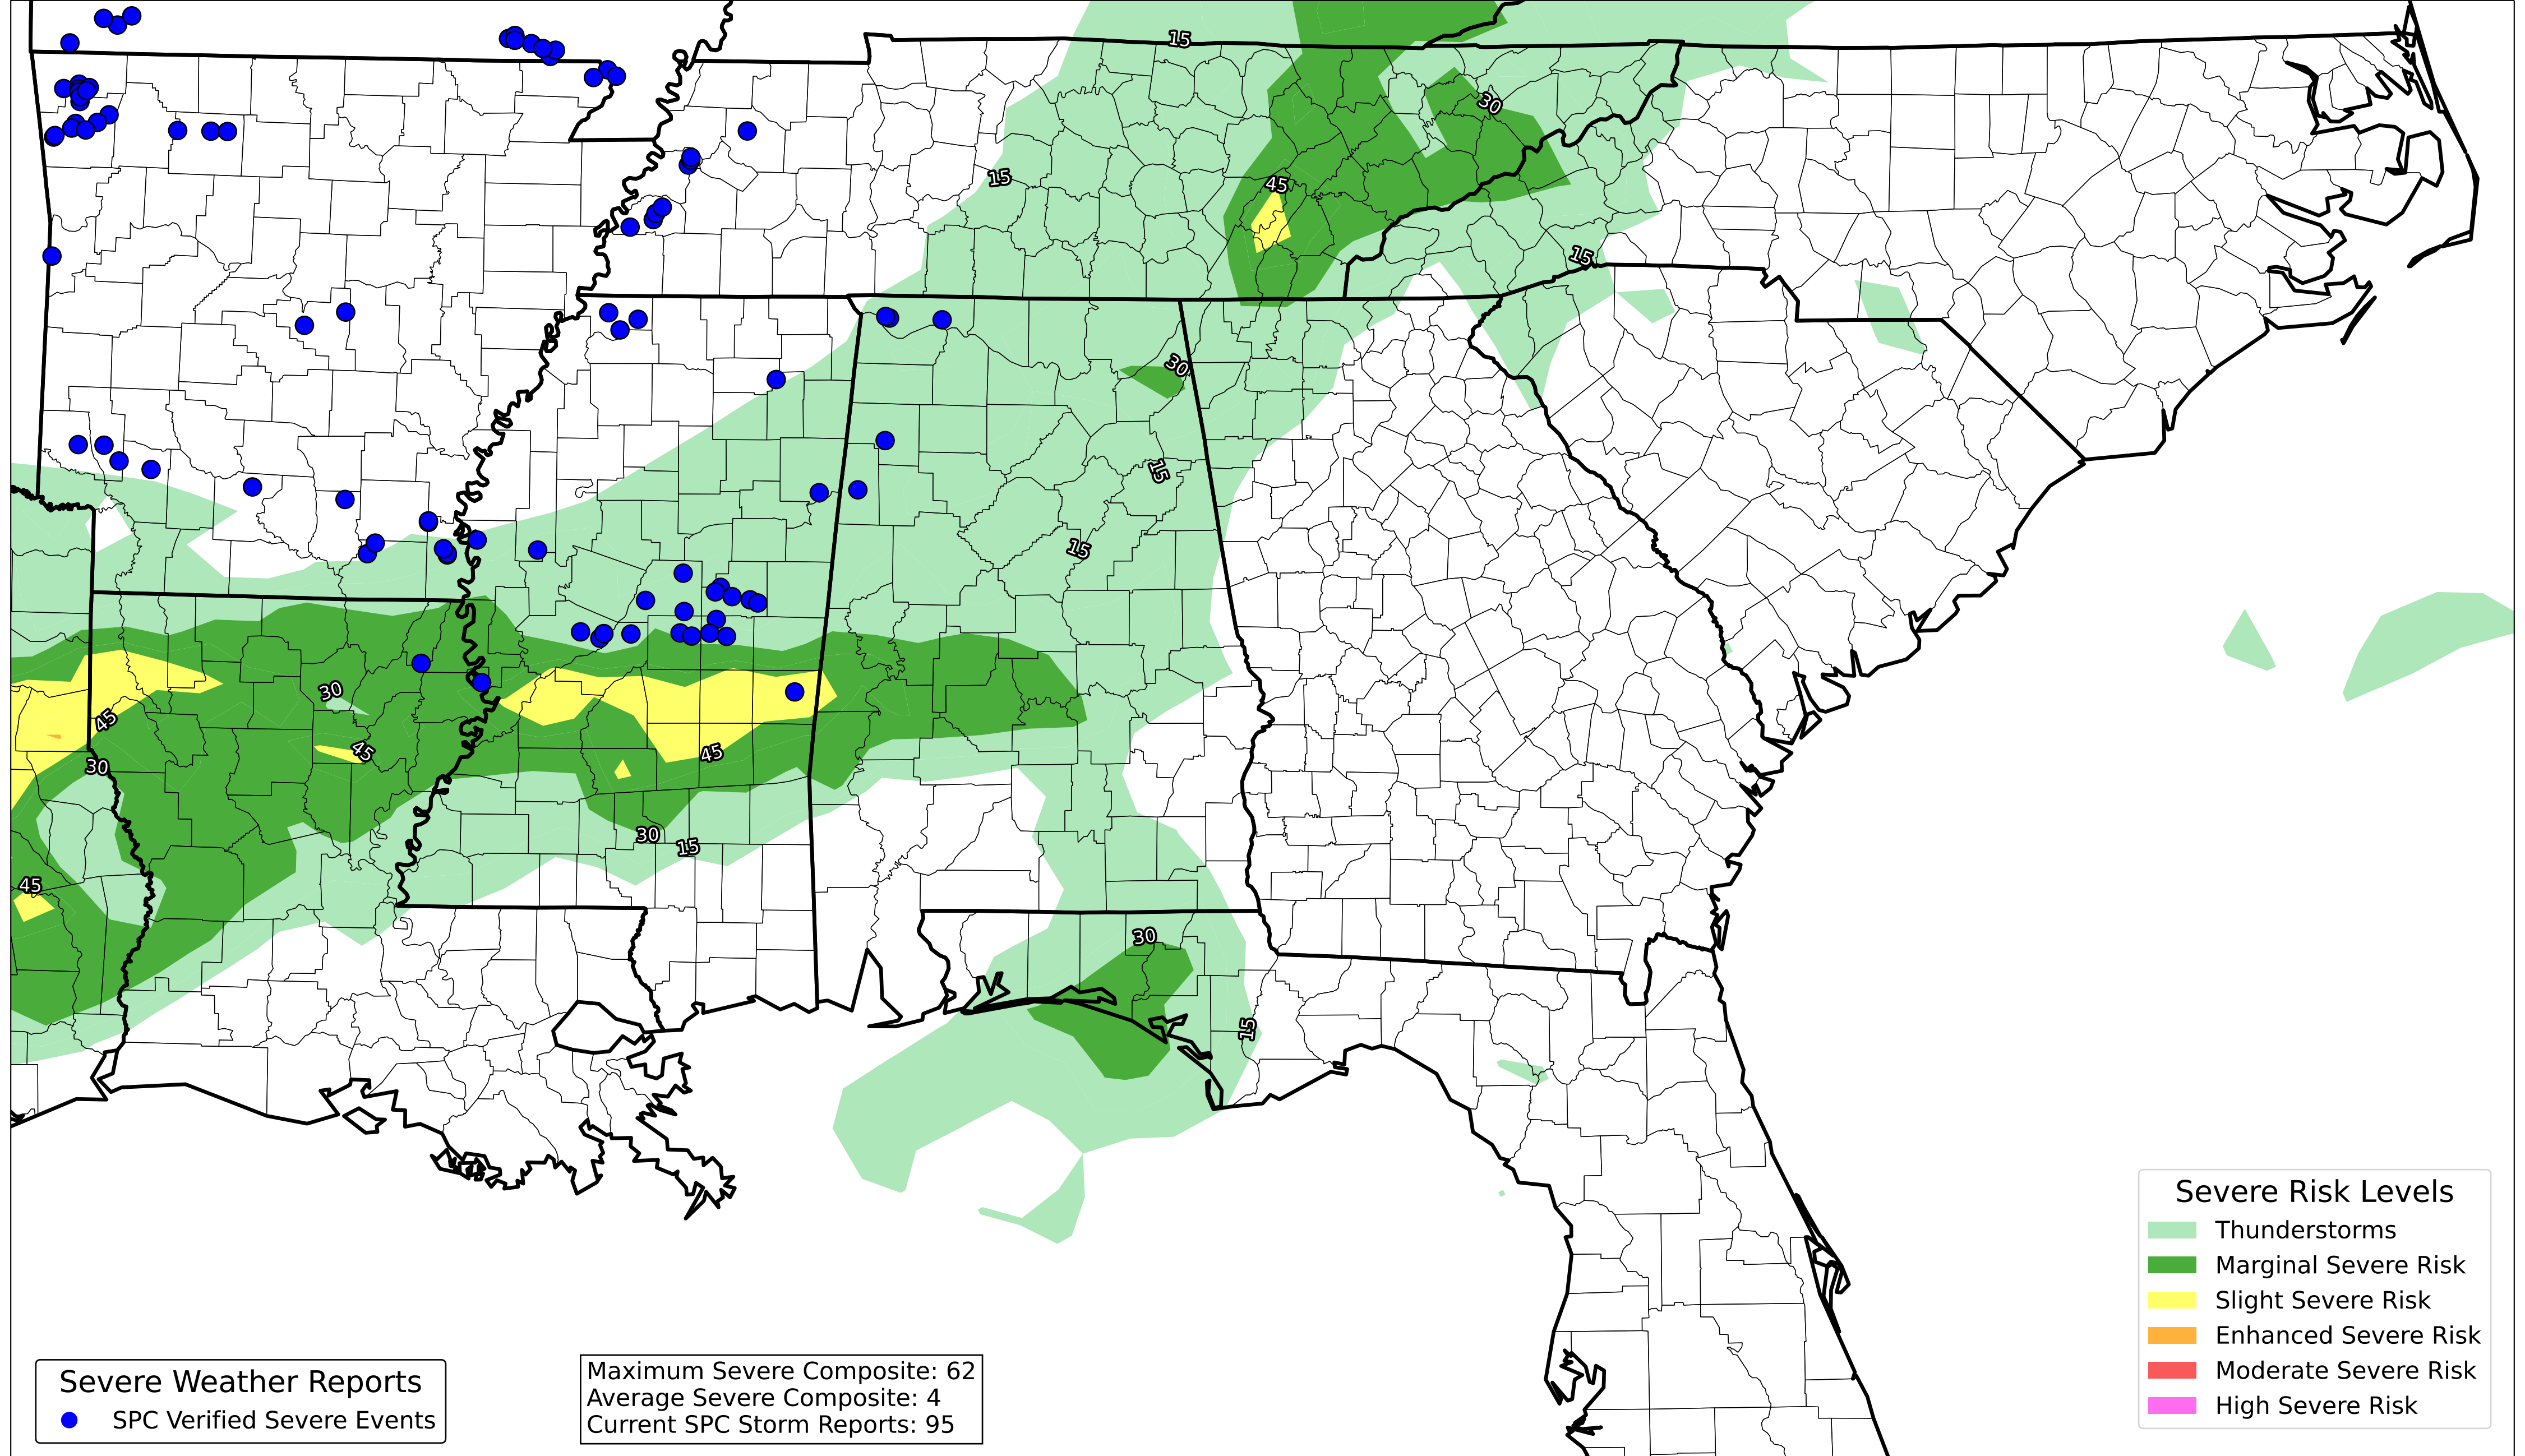 15
30
15
45
15
30
15
15
30
45
45
45
30
30
15
45
30
15
Severe Risk Levels
Thunderstorms
Marginal Severe Risk
Slight Severe Risk
Enhanced Severe Risk
Moderate Severe Risk
High Severe Risk
Severe Weather Reports
SPC Verified Severe Events
Maximum Severe Composite: 62
Average Severe Composite: 4
Current SPC Storm Reports: 95